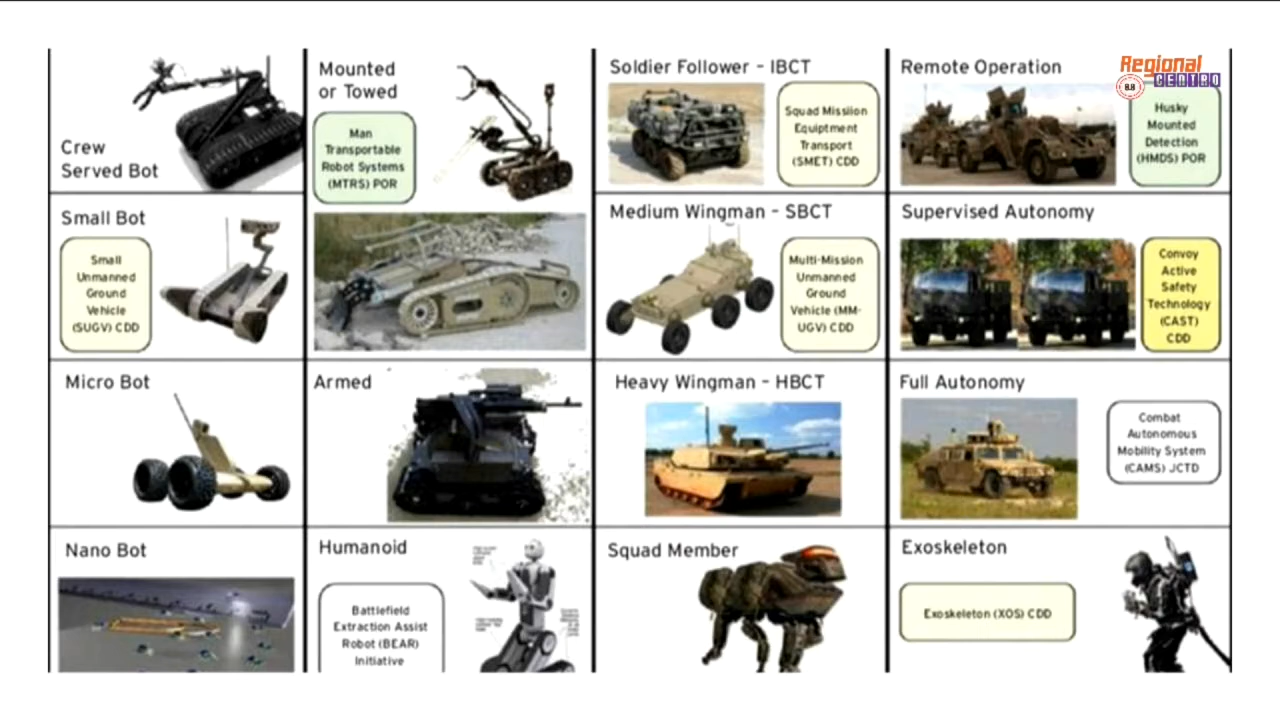 Crew
Served Bot
Mounted
or Towed
Man
Transportable
Robot Systems
(MTRS) POR
Soldier Follower - IBCT
Squad Missiion
Equiptment
Transport
(SMET) CDD
Remote Operation
Regional
CENTRO
8.8
Husky
Mounted
Detection
(HMDS) POR
Small Bot
Small
Unmanned
Ground
Vehicle
(SUGV) CDD
Medium Wingman - SBCT
Multi-Mission
Unmanned
Ground
Vehicle (MM-
UGV) CDD
Supervised Autonomy
Convoy
Active
Safety
Technology
(CAST)
CDD
Micro Bot
Armed
Heavy Wingman - HBCT
Full Autonomy
Combat
Autonomous
Mobility System
(CAMS) JCTD
Nano Bot
Humanoid
Battlefield
Extraction Assist
Robot (BEAR)
Initiative
Squad Member
Exoskeleton
Exoskeleton (XOS) CDD